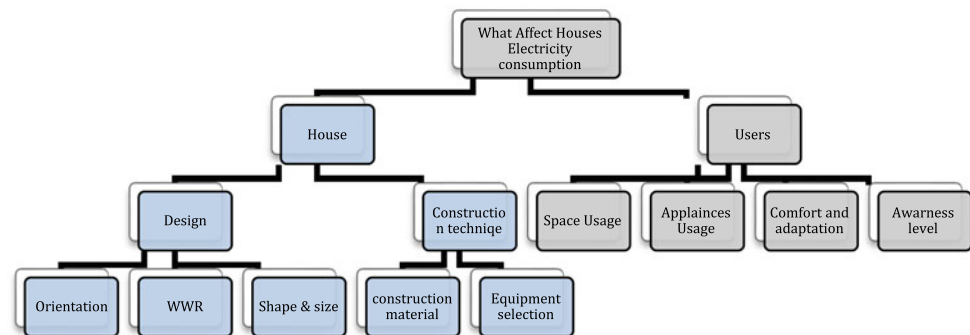 What Affect Houses
Electricity
consumption
House
Users
Design
Constructio
n techniqe
Space Usage
Applainces
Usage
Comfort and
adaptation
Awarness
level
Orientation
WWR
Shape & size
construction
material
Equipment
selection